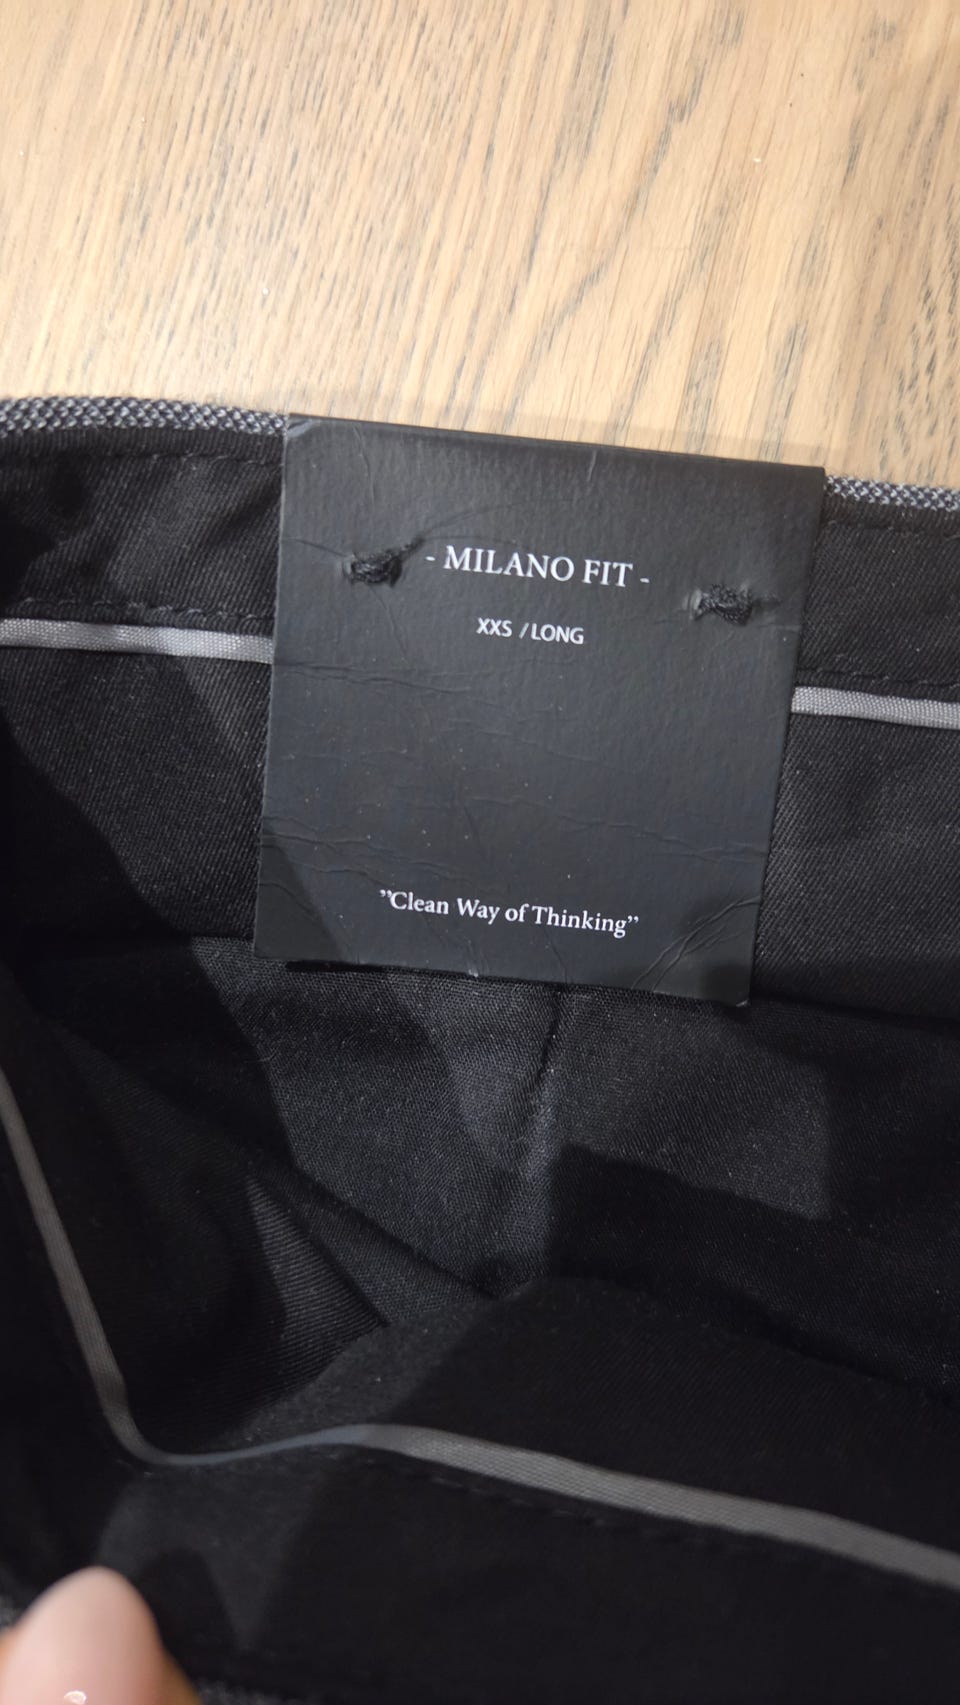 - MILANO FIT -
XXS / LONG
”Clean Way of Thinking”